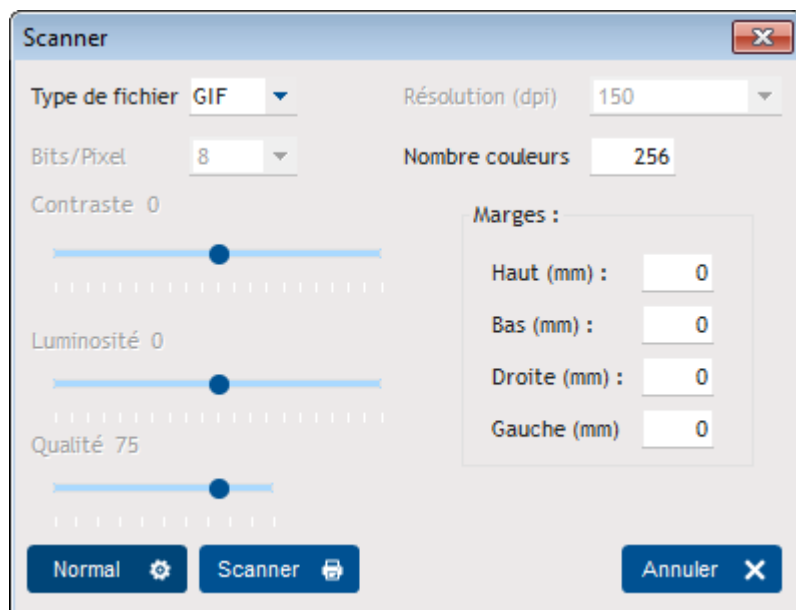 Scanner
Type de fichier GIF Résolution (dpi) 150
Bits/Pixel 8 Nombre couleurs 256
Contraste 0
Marges :
Haut (mm) : 0
Bas (mm) : 0
Luminosité 0
Droite (mm) : 0
Gauche (mm) 0
Qualité 75
Normal Scanner Annuler